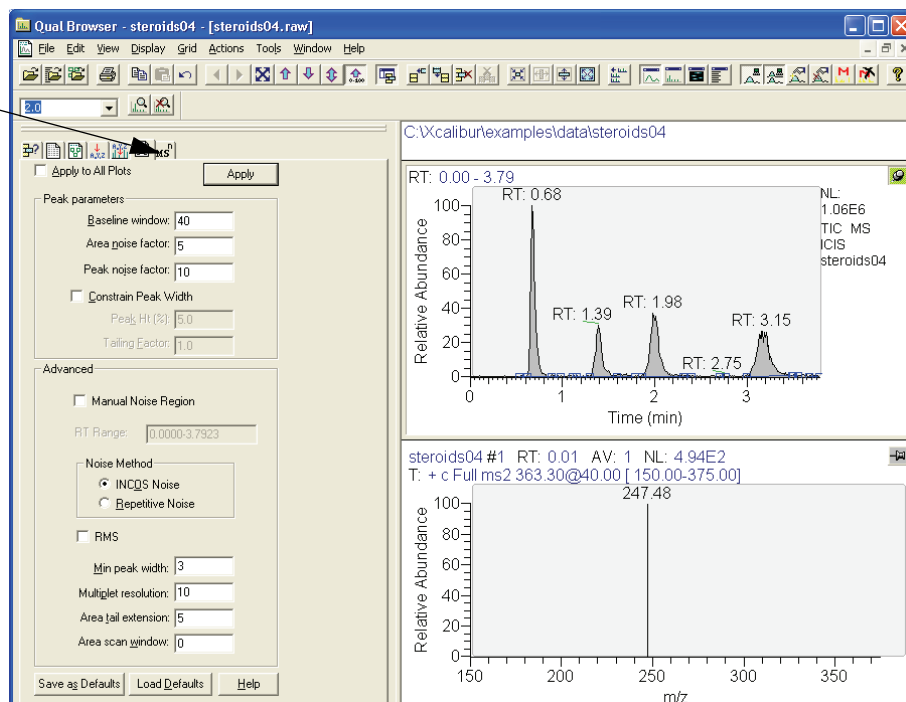 Qual Browser - steroids04 - [steroids04.raw]
File Edit View Display Grid Actions Tools Window Help
2.0
MSn
Apply to All Plots
Apply
Peak parameters
Baseline window: 40
Area noise factor: 5
Peak noise factor: 10
Constrain Peak Width
Peak Ht (%): 5.0
Tailing Factor: 1.0
Advanced
Manual Noise Region
RT Range: 0.0000-3.7923
Noise Method
INCOS Noise
Repetitive Noise
RMS
Min peak width: 3
Multiplet resolution: 10
Area tail extension: 5
Area scan window: 0
Save as Defaults Load Defaults Help
C:\Xcalibur\examples\data\steroids04
RT: 0.00 - 3.79
NL:
1.06E6
TIC MS
ICIS
steroids04
RT: 0.68
RT: 1.39
RT: 1.98
RT: 2.75
RT: 3.15
Relative Abundance
100
80
60
40
20
0
0 1 2 3
Time (min)
steroids04 #1 RT: 0.01 AV: 1 NL: 4.94E2
T: + c Full ms2 363.30@40.00 [ 150.00-375.00]
247.48
Relative Abundance
100
80
60
40
20
0
150 200 250 300 350
m/z